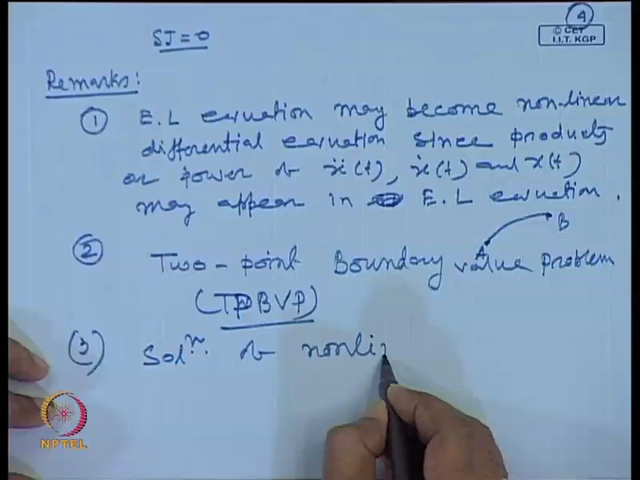 4
© CET
I.I.T. KGP
δJ = 0
Remarks:
① E.L equation may become non-linear
differential equation since products
or power of ẍ(t), ẋ(t) and x(t)
may appear in E.L equation.
② Two-point Boundary value problem
A B
(TPBVP)
(3) Solⁿ. of nonli
NPTEL